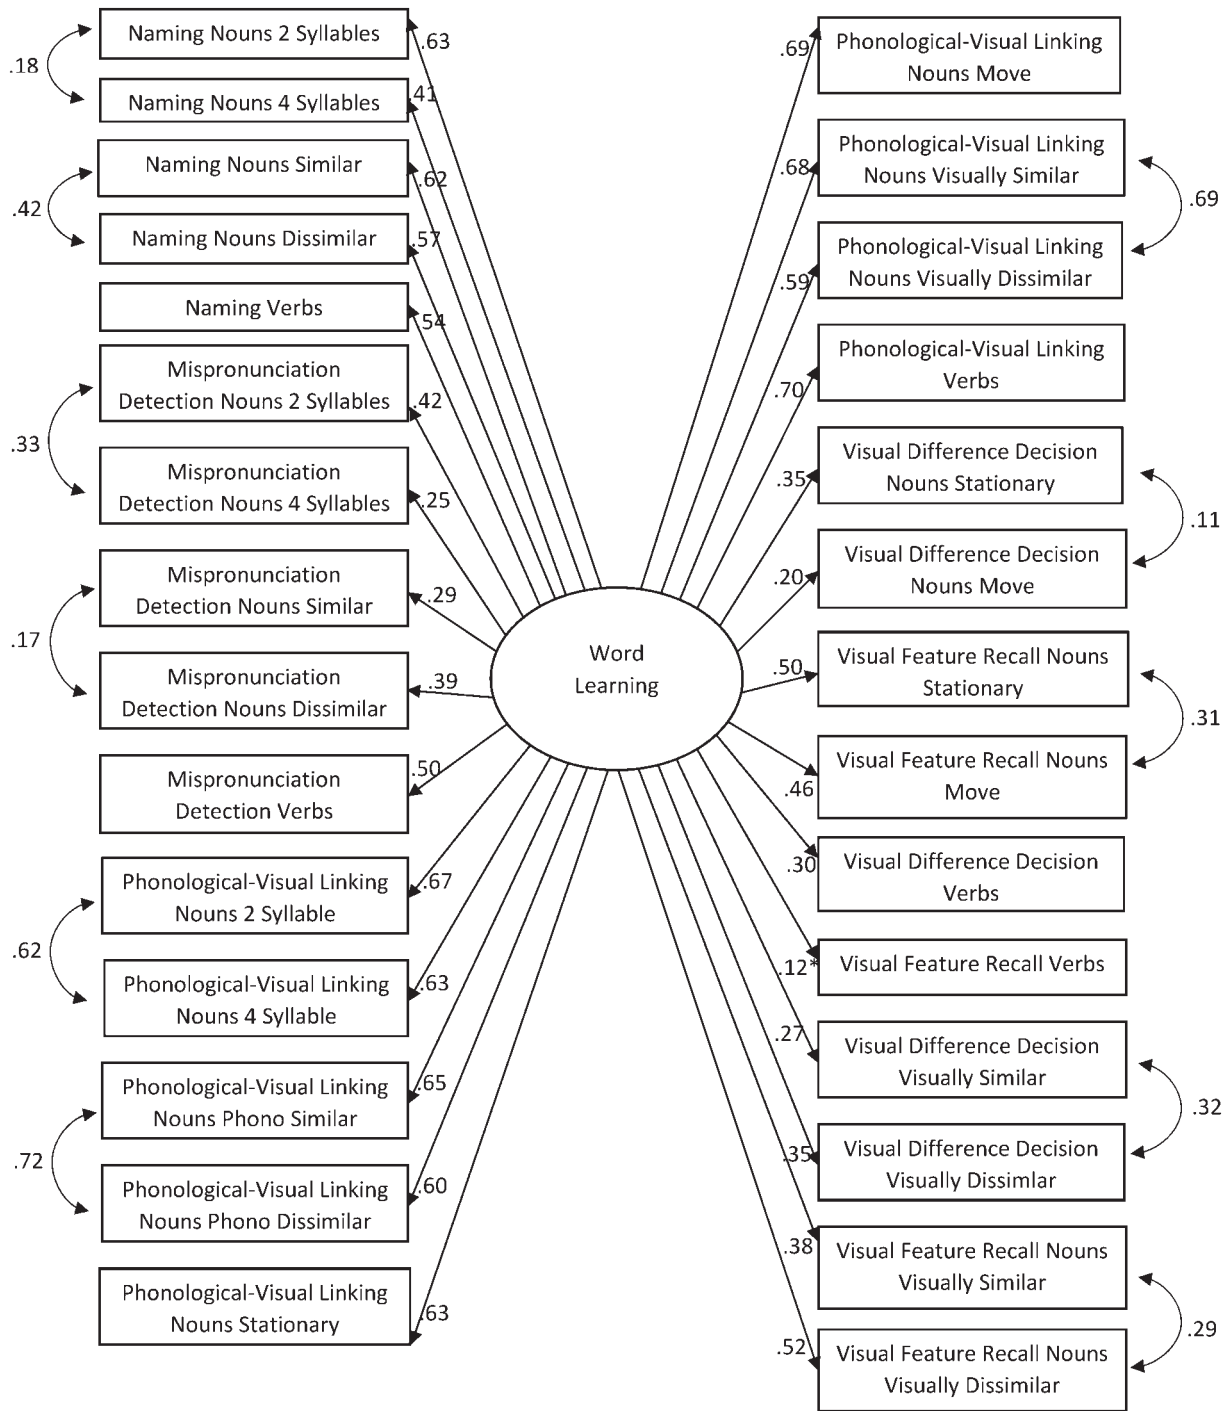 Naming Nouns 2 Syllables
.63
.18
Naming Nouns 4 Syllables
.41
Naming Nouns Similar
.62
.42
Naming Nouns Dissimilar
.57
Naming Verbs
.54
Mispronunciation
Detection Nouns 2 Syllables
.42
.33
Mispronunciation
Detection Nouns 4 Syllables
.25
Mispronunciation
Detection Nouns Similar
.29
.17
Mispronunciation
Detection Nouns Dissimilar
.39
Mispronunciation
Detection Verbs
.50
Phonological-Visual Linking
Nouns 2 Syllable
.67
.62
Phonological-Visual Linking
Nouns 4 Syllable
.63
Phonological-Visual Linking
Nouns Phono Similar
.65
.72
Phonological-Visual Linking
Nouns Phono Dissimilar
.60
Phonological-Visual Linking
Nouns Stationary
.63
Word
Learning
.69
Phonological-Visual Linking
Nouns Move
.68
Phonological-Visual Linking
Nouns Visually Similar
.69
.59
Phonological-Visual Linking
Nouns Visually Dissimilar
.70
Phonological-Visual Linking
Verbs
.35
Visual Difference Decision
Nouns Stationary
.11
.20
Visual Difference Decision
Nouns Move
.50
Visual Feature Recall Nouns
Stationary
.31
.46
Visual Feature Recall Nouns
Move
.30
Visual Difference Decision
Verbs
.12*
Visual Feature Recall Verbs
.27
Visual Difference Decision
Visually Similar
.32
.35
Visual Difference Decision
Visually Dissimlar
.38
Visual Feature Recall Nouns
Visually Similar
.29
.52
Visual Feature Recall Nouns
Visually Dissimilar